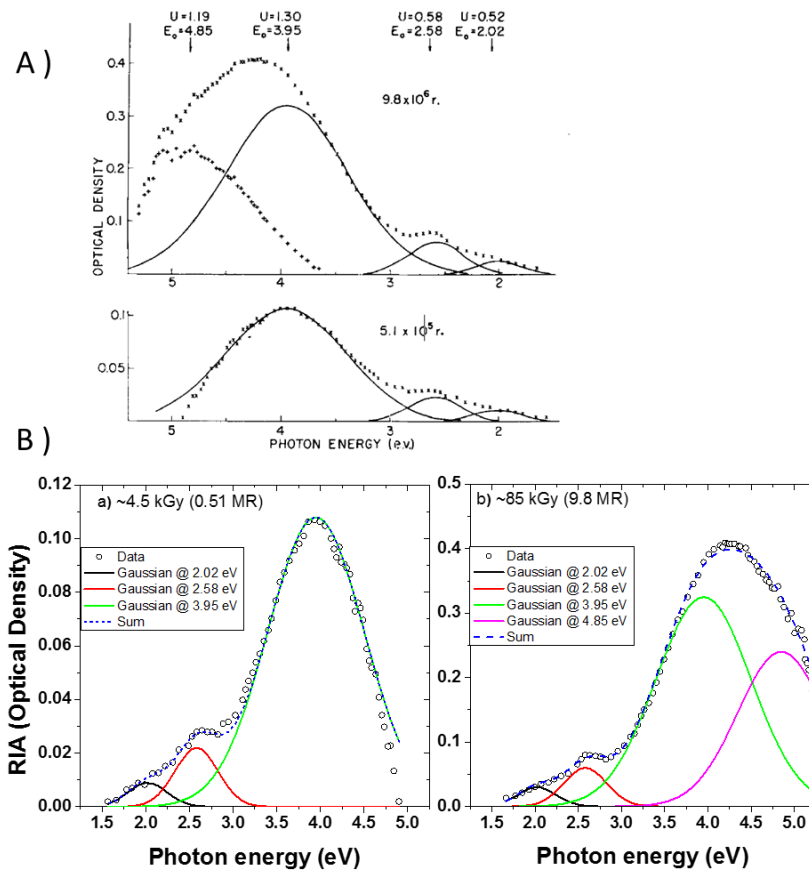 A )
U=1.19 U=1.30 U=0.58 U=0.52
E₀=4.85 E₀=3.95 E₀=2.58 E₀=2.02
0.4
0.3
0.2
0.1
OPTICAL DENSITY
9.8x10⁶ r.
5 4 3 2
0.11
0.05
5.1 x 10⁵ r.
5 4 3 2
PHOTON ENERGY (e.v.)
B )
RIA (Optical Density)
0.12
0.10
0.08
0.06
0.04
0.02
0.00
a) ~4.5 kGy (0.51 MR)
Data
Gaussian @ 2.02 eV
Gaussian @ 2.58 eV
Gaussian @ 3.95 eV
Sum
1.5 2.0 2.5 3.0 3.5 4.0 4.5 5.0
Photon energy (eV)
0.5
0.4
0.3
0.2
0.1
0.0
b) ~85 kGy (9.8 MR)
Data
Gaussian @ 2.02 eV
Gaussian @ 2.58 eV
Gaussian @ 3.95 eV
Gaussian @ 4.85 eV
Sum
1.5 2.0 2.5 3.0 3.5 4.0 4.5 5.0
Photon energy (eV)